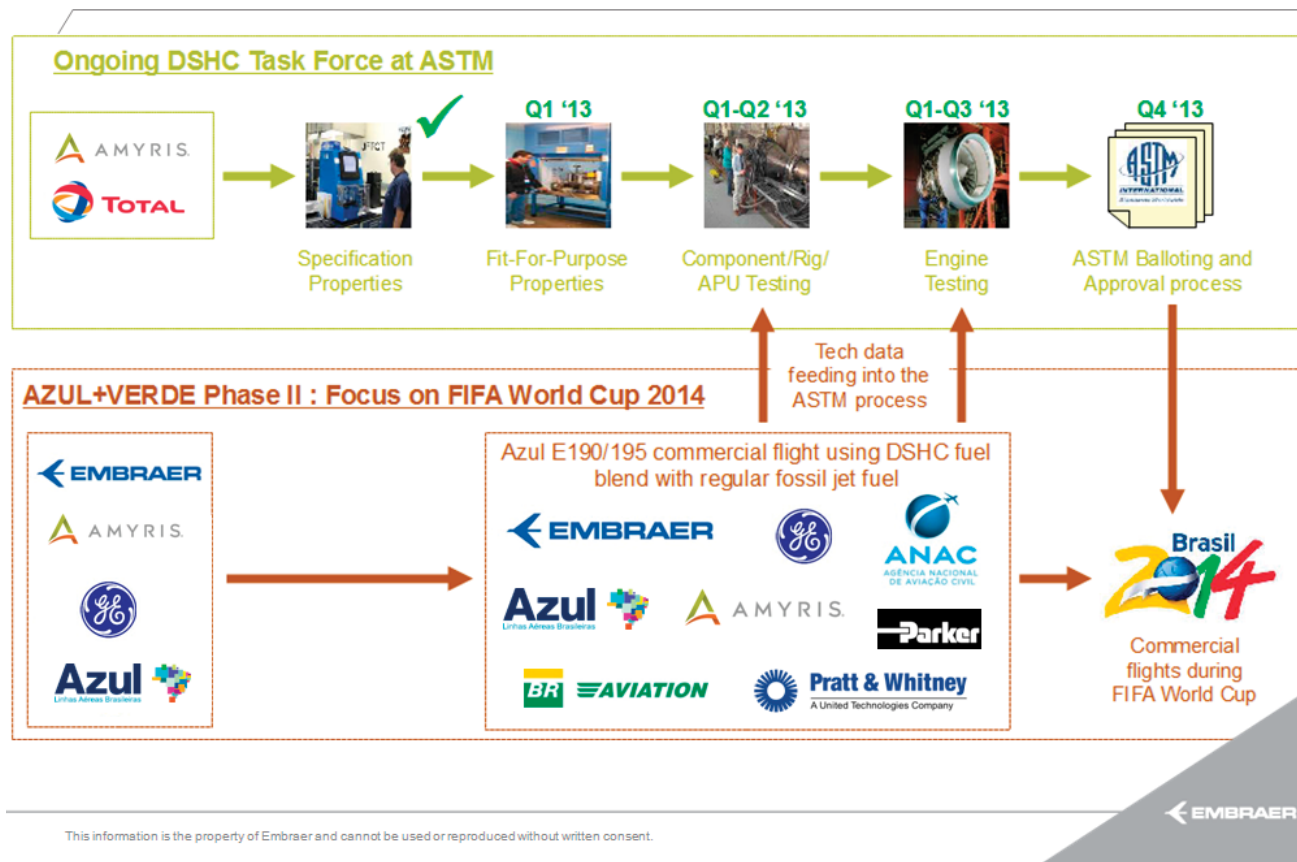 Ongoing DSHC Task Force at ASTM
AMYRIS
TOTAL
Q1 ‘13
Q1-Q2 ‘13
Q1-Q3 ‘13
Q4 ‘13
ASTM
INTERNATIONAL
Specification
Properties
Fit-For-Purpose
Properties
Component/Rig/
APU Testing
Engine
Testing
ASTM Balloting and
Approval process
Tech data
feeding into the
ASTM process
AZUL+VERDE Phase II : Focus on FIFA World Cup 2014
EMBRAER
AMYRIS
GE
Azul
Linhas Aéreas Brasileiras
Azul E190/195 commercial flight using DSHC fuel
blend with regular fossil jet fuel
EMBRAER
GE
ANAC
AGÊNCIA NACIONAL
DE AVIAÇÃO CIVIL
Azul
Linhas Aéreas Brasileiras
AMYRIS
Parker
BR AVIATION
Pratt & Whitney
A United Technologies Company
Brasil
2014
Commercial
flights during
FIFA World Cup
EMBRAER
This information is the property of Embraer and cannot be used or reproduced without written consent.